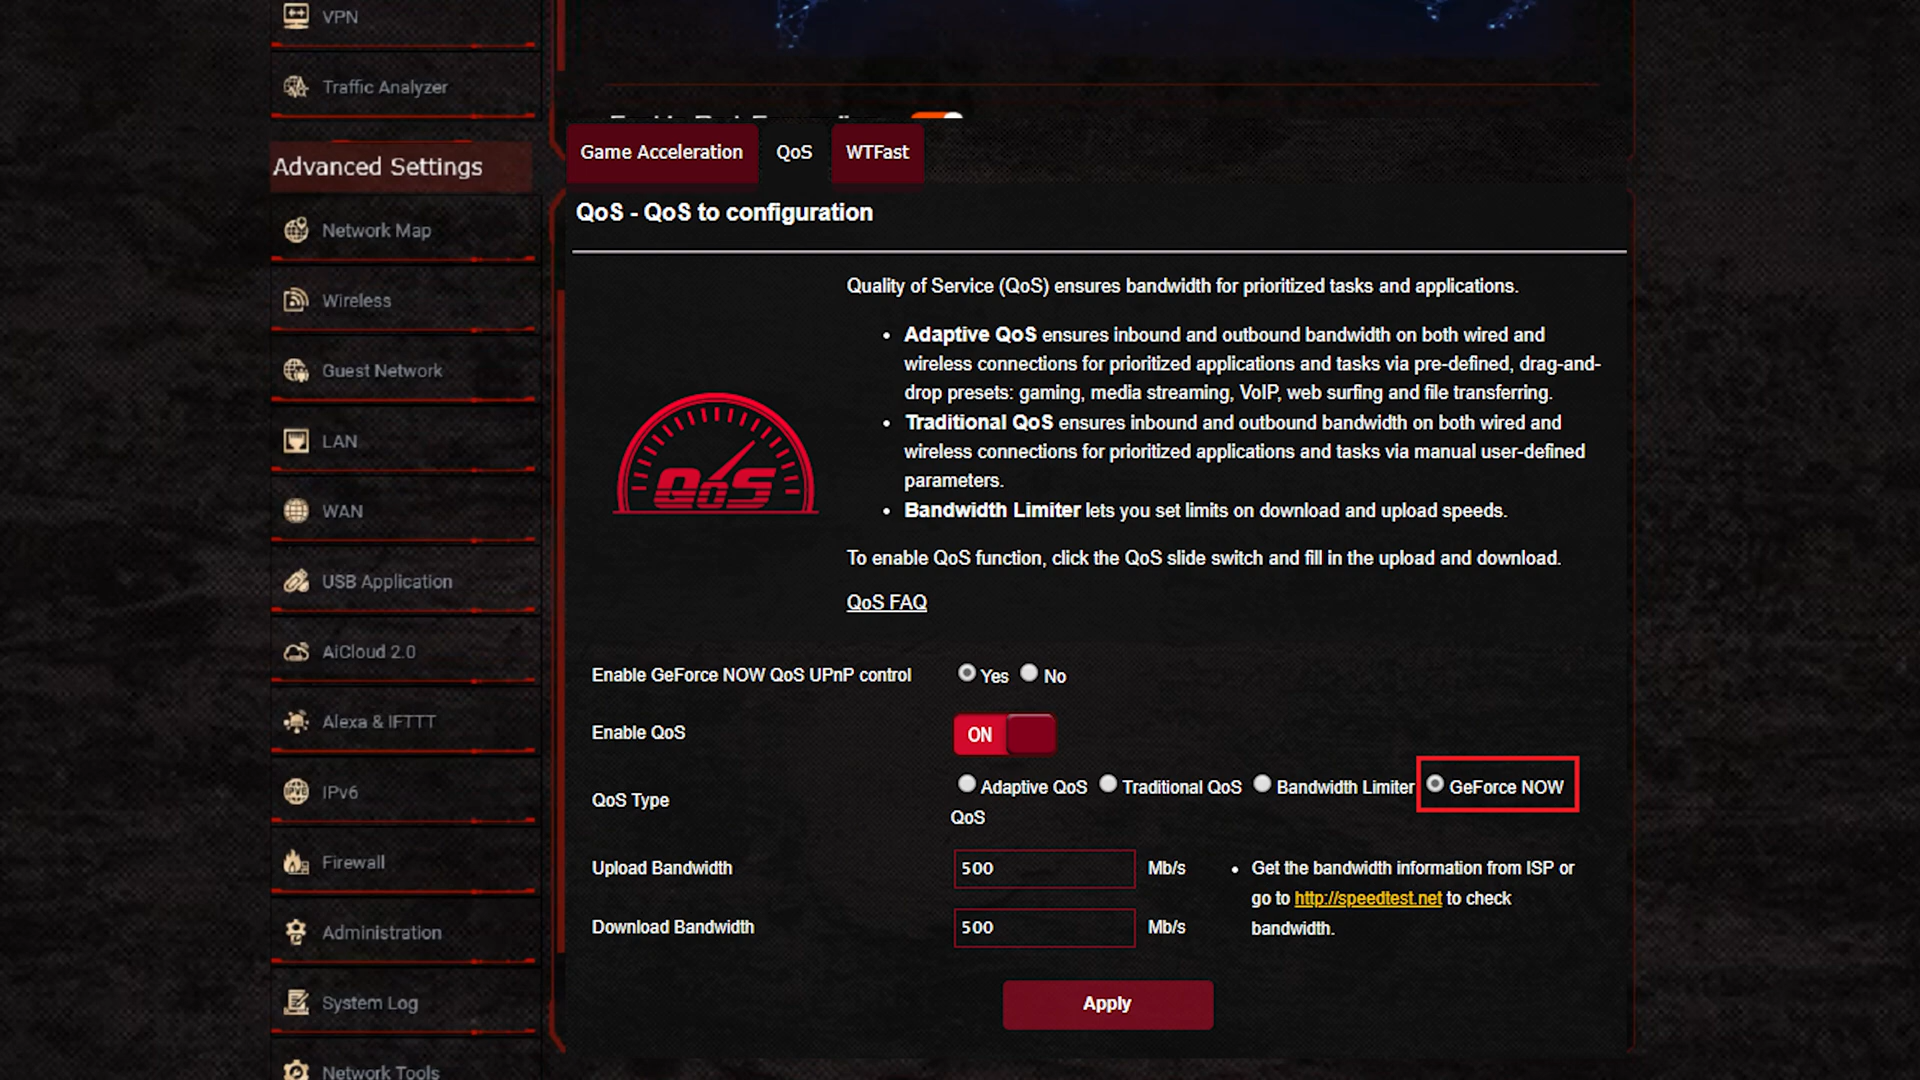 VPN
Traffic Analyzer
Advanced Settings
Network Map
Wireless
Guest Network
LAN
WAN
USB Application
AiCloud 2.0
Alexa & IFTTT
IPv6
Firewall
Administration
System Log
Network Tools
Game Acceleration QoS WTFast
QoS - QoS to configuration
Quality of Service (QoS) ensures bandwidth for prioritized tasks and applications.
• Adaptive QoS ensures inbound and outbound bandwidth on both wired and
wireless connections for prioritized applications and tasks via pre-defined, drag-and-
drop presets: gaming, media streaming, VoIP, web surfing and file transferring.
• Traditional QoS ensures inbound and outbound bandwidth on both wired and
wireless connections for prioritized applications and tasks via manual user-defined
parameters.
• Bandwidth Limiter lets you set limits on download and upload speeds.
QoS
To enable QoS function, click the QoS slide switch and fill in the upload and download.
QoS FAQ
Enable GeForce NOW QoS UPnP control Yes No
Enable QoS ON
QoS Type Adaptive QoS Traditional QoS Bandwidth Limiter GeForce NOW
QoS
Upload Bandwidth 500 Mb/s
Download Bandwidth 500 Mb/s
• Get the bandwidth information from ISP or
go to http://speedtest.net to check
bandwidth.
Apply